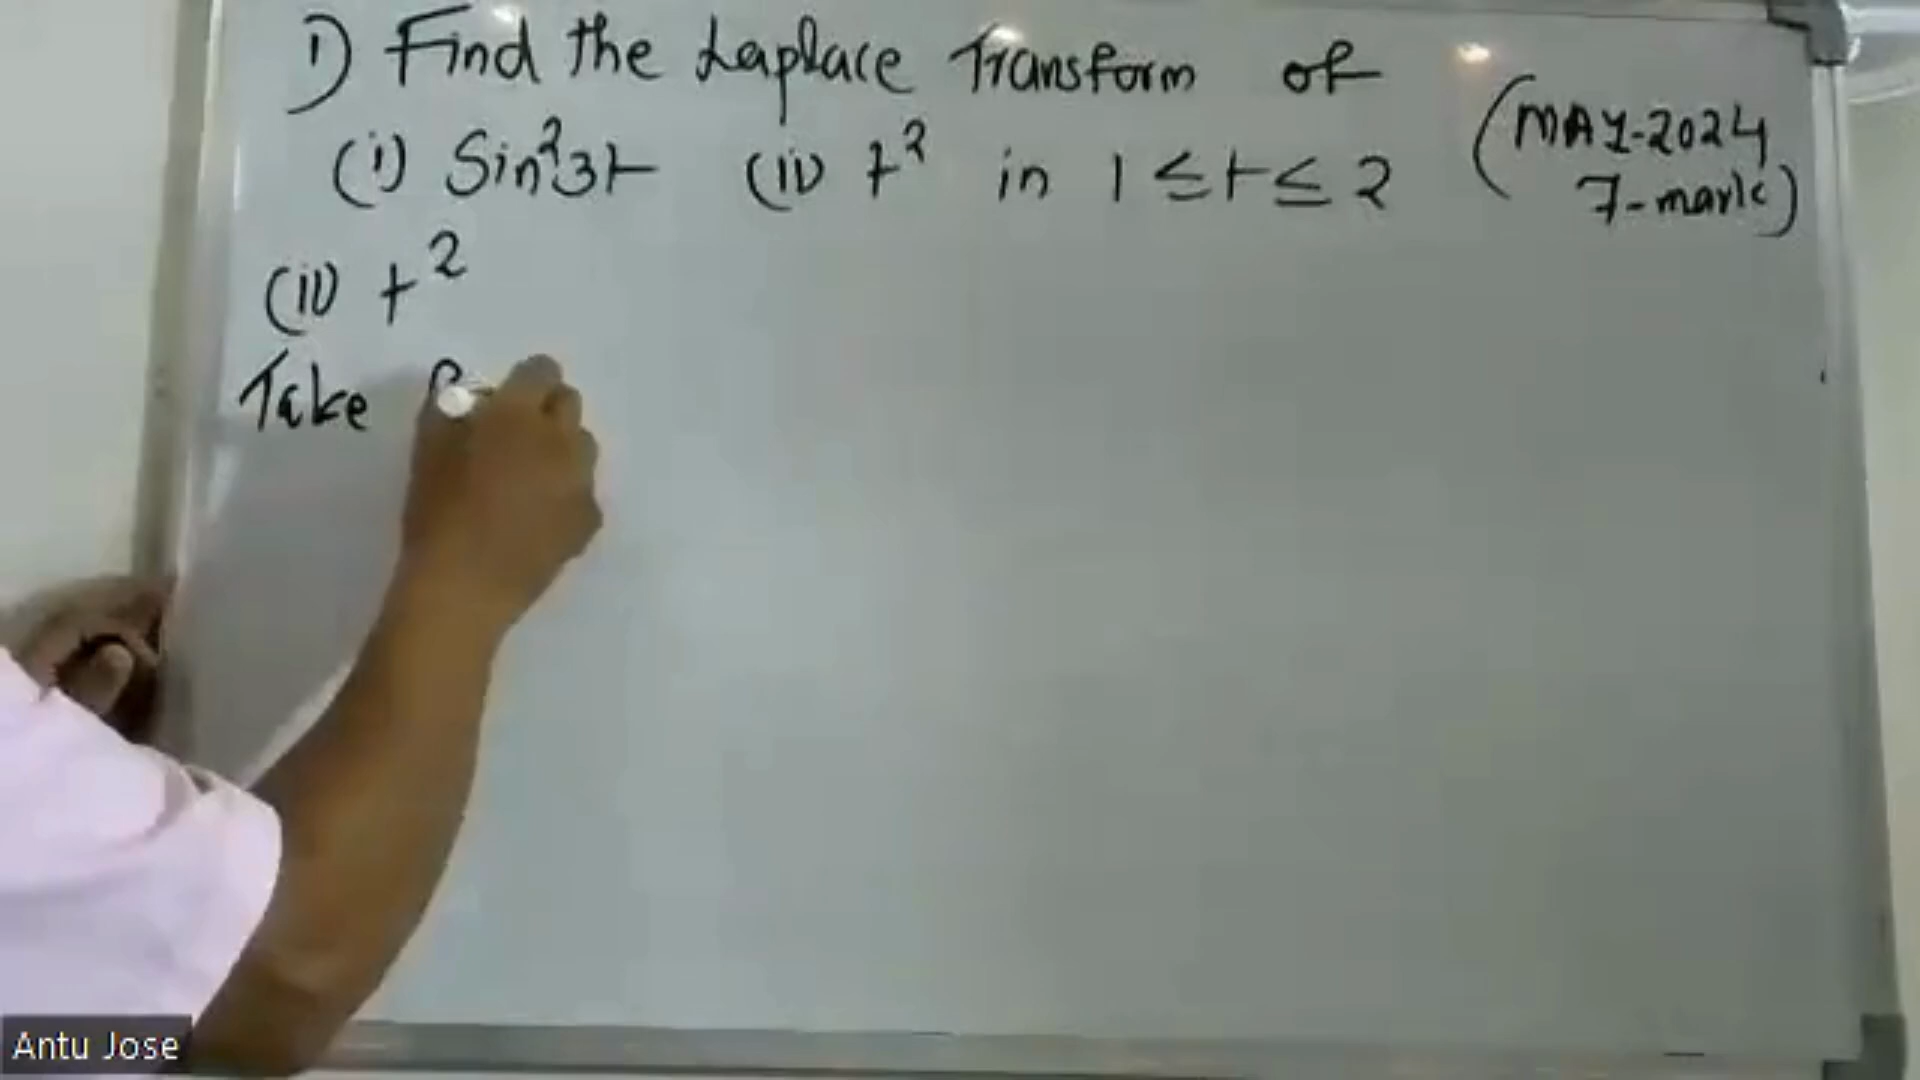 1) Find the Laplace Transform of
(i) Sin²3t (ii) t² in 1 ≤ t ≤ 2 (MAY-2024
7-mark)
(ii) t²
Take
Antu Jose